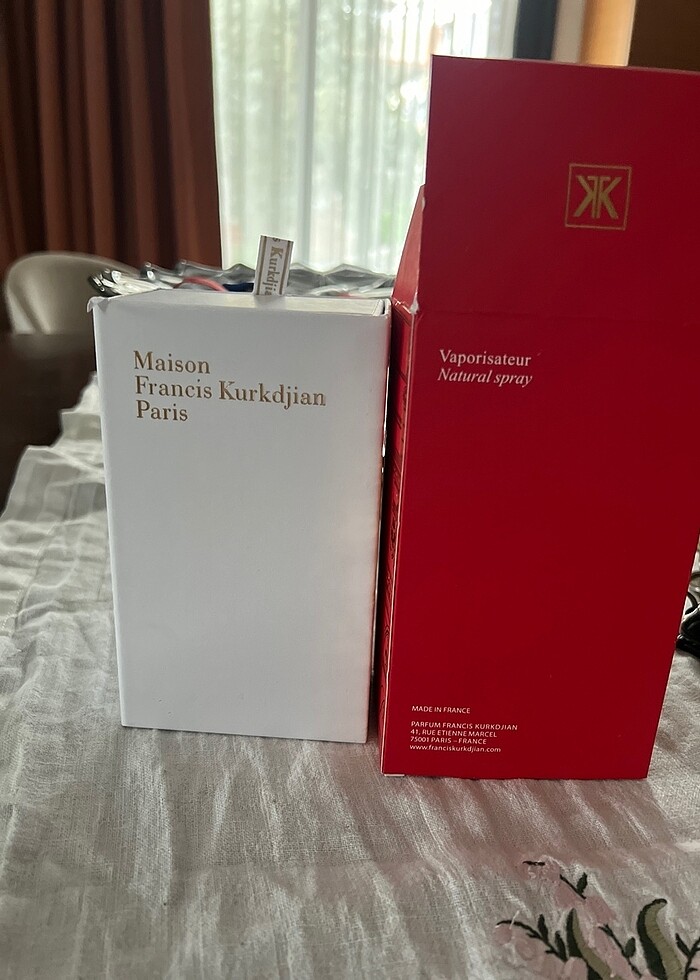 Kurkdjia
Maison
Francis Kurkdjian
Paris
Vaporisateur
Natural spray
MADE IN FRANCE
PARFUM FRANCIS KURKDJIAN
41, RUE ETIENNE MARCEL
75001 PARIS – FRANCE
www.franciskurkdjian.com